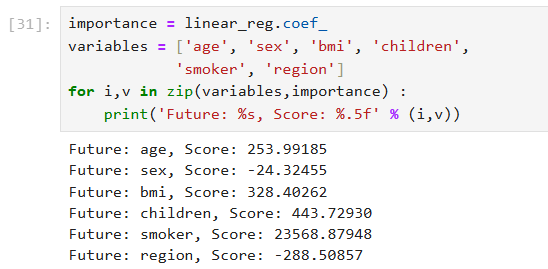 [31]: importance = linear_reg.coef_
variables = ['age', 'sex', 'bmi', 'children',
'smoker', 'region']
for i,v in zip(variables,importance) :
print('Future: %s, Score: %.5f' % (i,v))
Future: age, Score: 253.99185
Future: sex, Score: -24.32455
Future: bmi, Score: 328.40262
Future: children, Score: 443.72930
Future: smoker, Score: 23568.87948
Future: region, Score: -288.50857